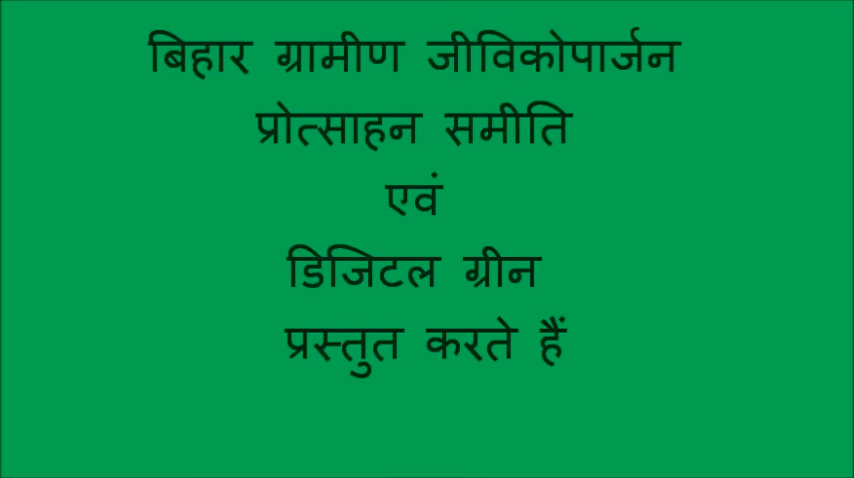 बिहार ग्रामीण जीविकोपार्जन
प्रोत्साहन समीति
एवं
डिजिटल ग्रीन
प्रस्तुत करते हैं